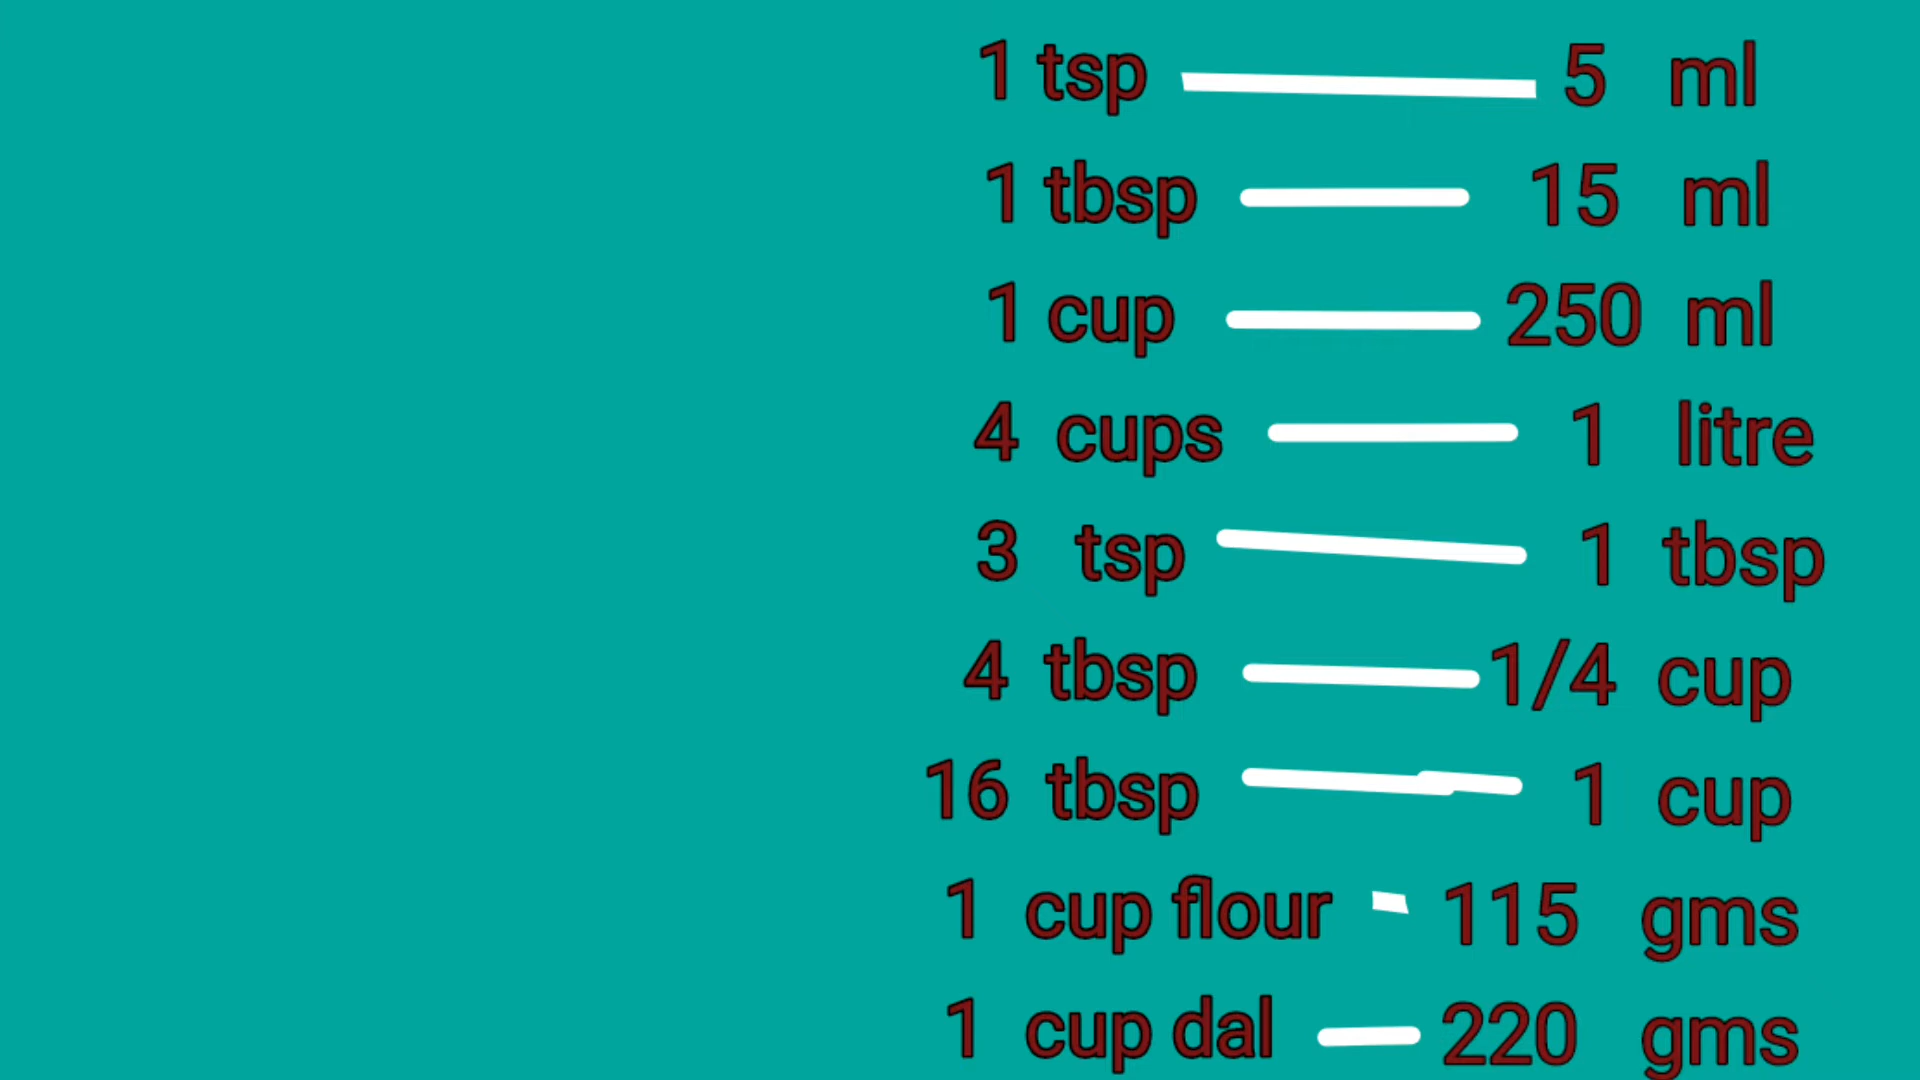 1 tsp 5 ml
1 tbsp 15 ml
1 cup 250 ml
4 cups 1 litre
3 tsp 1 tbsp
4 tbsp 1/4 cup
16 tbsp 1 cup
1 cup flour 115 gms
1 cup dal 220 gms